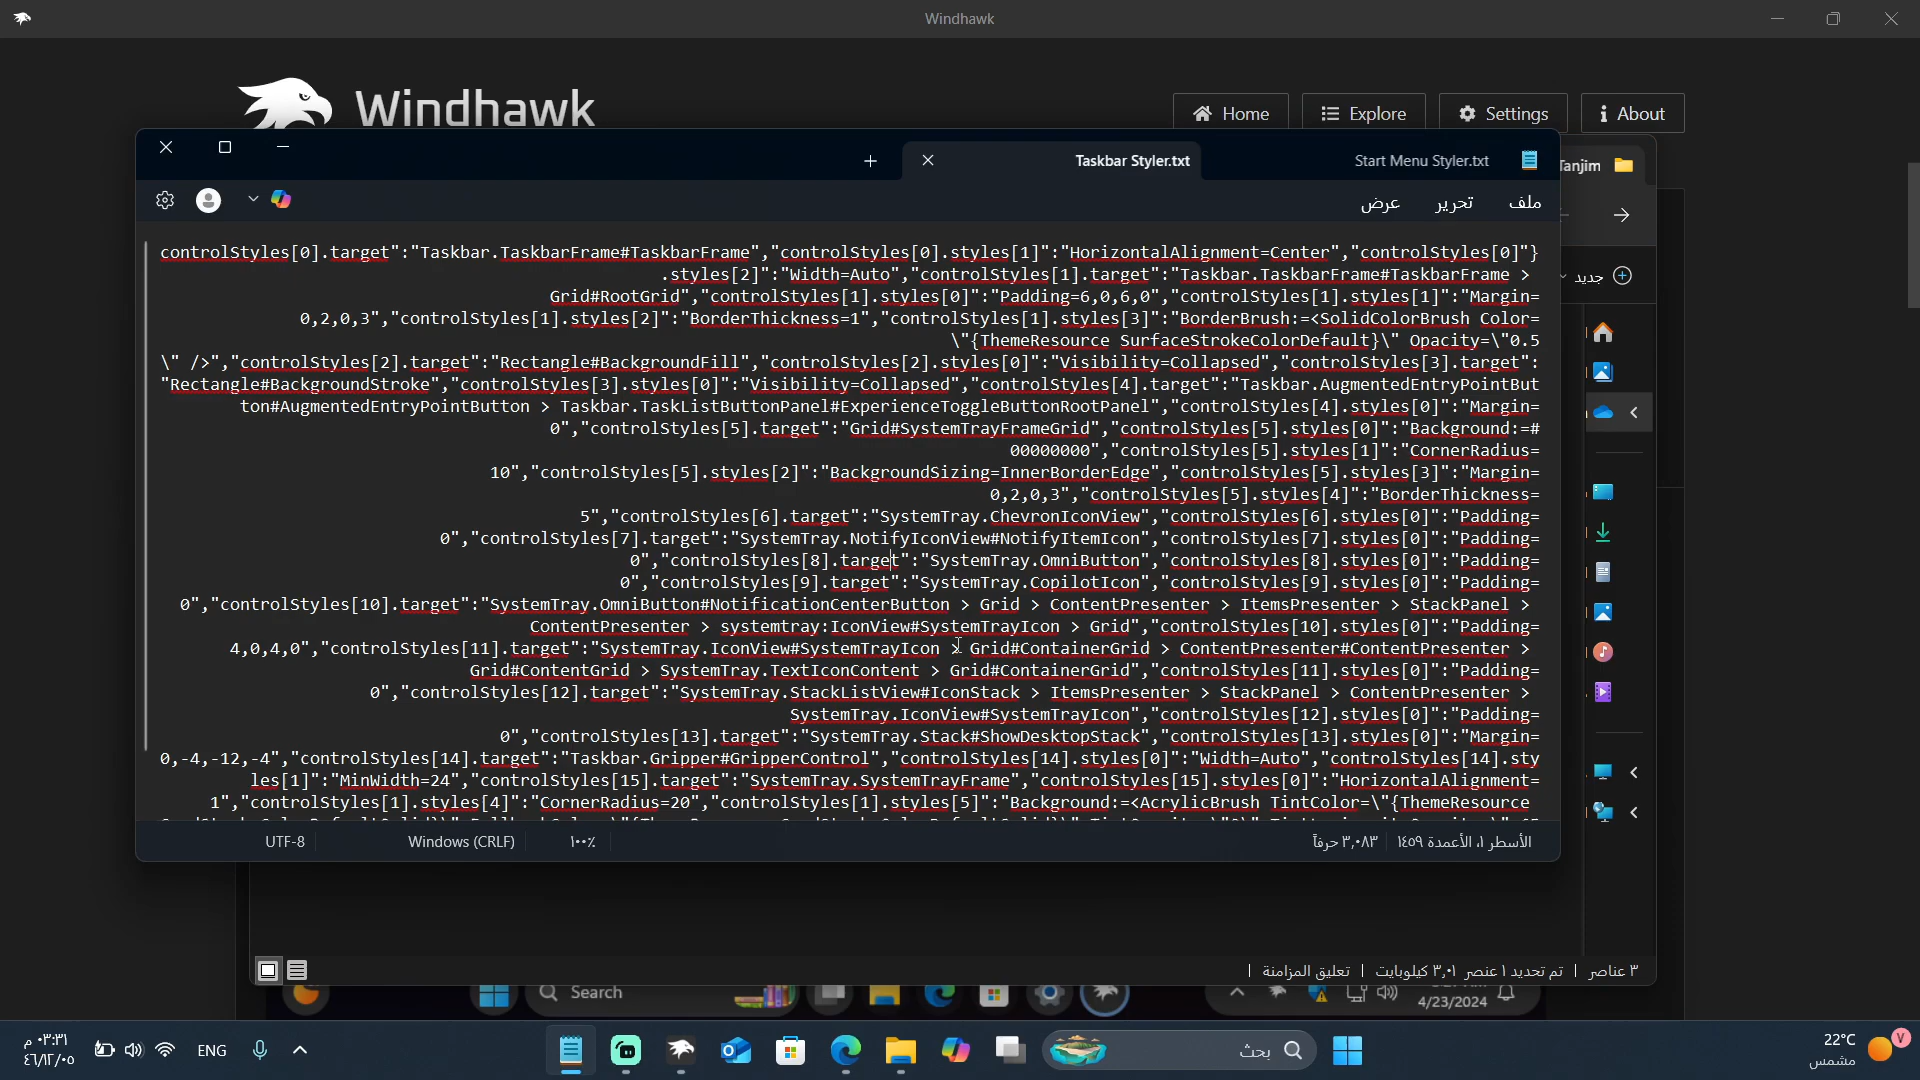 Windhawk
Windhawk
Home
Explore
Settings
About
Taskbar Styler.txt
Start Menu Styler.txt
Tanjim
ملف
تحرير
عرض
جديد
controlStyles[0].target":"Taskbar.TaskbarFrame#TaskbarFrame","controlStyles[0].styles[1]":"HorizontalAlignment=Center","controlStyles[0]"}
.styles[2]":"Width=Auto","controlStyles[1].target":"Taskbar.TaskbarFrame#TaskbarFrame >
Grid#RootGrid","controlStyles[1].styles[0]":"Padding=6,0,6,0","controlStyles[1].styles[1]":"Margin=
0,2,0,3","controlStyles[1].styles[2]":"BorderThickness=1","controlStyles[1].styles[3]":"BorderBrush:=<SolidColorBrush Color=
\"{ThemeResource SurfaceStrokeColorDefault}\" Opacity=\"0.5
\" />","controlStyles[2].target":"Rectangle#BackgroundFill","controlStyles[2].styles[0]":"Visibility=Collapsed","controlStyles[3].target":
"Rectangle#BackgroundStroke","controlStyles[3].styles[0]":"Visibility=Collapsed","controlStyles[4].target":"Taskbar.AugmentedEntryPointBut
ton#AugmentedEntryPointButton > Taskbar.TaskListButtonPanel#ExperienceToggleButtonRootPanel","controlStyles[4].styles[0]":"Margin=
0","controlStyles[5].target":"Grid#SystemTrayFrameGrid","controlStyles[5].styles[0]":"Background:=#
00000000","controlStyles[5].styles[1]":"CornerRadius=
10","controlStyles[5].styles[2]":"BackgroundSizing=InnerBorderEdge","controlStyles[5].styles[3]":"Margin=
0,2,0,3","controlStyles[5].styles[4]":"BorderThickness=
5","controlStyles[6].target":"SystemTray.ChevronIconView","controlStyles[6].styles[0]":"Padding=
0","controlStyles[7].target":"SystemTray.NotifyIconView#NotifyItemIcon","controlStyles[7].styles[0]":"Padding=
0","controlStyles[8].target":"SystemTray.OmniButton","controlStyles[8].styles[0]":"Padding=
0","controlStyles[9].target":"SystemTray.CopilotIcon","controlStyles[9].styles[0]":"Padding=
0","controlStyles[10].target":"SystemTray.OmniButton#NotificationCenterButton > Grid > ContentPresenter > ItemsPresenter > StackPanel >
ContentPresenter > systemtray:IconView#SystemTrayIcon > Grid","controlStyles[10].styles[0]":"Padding=
4,0,4,0","controlStyles[11].target":"SystemTray.IconView#SystemTrayIcon > Grid#ContainerGrid > ContentPresenter#ContentPresenter >
Grid#ContentGrid > SystemTray.TextIconContent > Grid#ContainerGrid","controlStyles[11].styles[0]":"Padding=
0","controlStyles[12].target":"SystemTray.StackListView#IconStack > ItemsPresenter > StackPanel > ContentPresenter >
SystemTray.IconView#SystemTrayIcon","controlStyles[12].styles[0]":"Padding=
0","controlStyles[13].target":"SystemTray.Stack#ShowDesktopStack","controlStyles[13].styles[0]":"Margin=
0,-4,-12,-4","controlStyles[14].target":"Taskbar.Gripper#GripperControl","controlStyles[14].styles[0]":"Width=Auto","controlStyles[14].sty
les[1]":"MinWidth=24","controlStyles[15].target":"SystemTray.SystemTrayFrame","controlStyles[15].styles[0]":"HorizontalAlignment=
1","controlStyles[1].styles[4]":"CornerRadius=20","controlStyles[1].styles[5]":"Background:=<AcrylicBrush TintColor=\"{ThemeResource
الأسطر ١، الأعمدة ١٤٥٩
٣,٠٨٣ حرفاً
١٠٠٪
Windows (CRLF)
UTF-8
٣ عناصر
تم تحديد ١ عنصر ٣,٠١ كيلوبايت
تعليق المزامنة
Search
4/23/2024
٠٣:٣١ م
٤٦/١٢/٠٥
ENG
بحث
22°C
مشمس
V